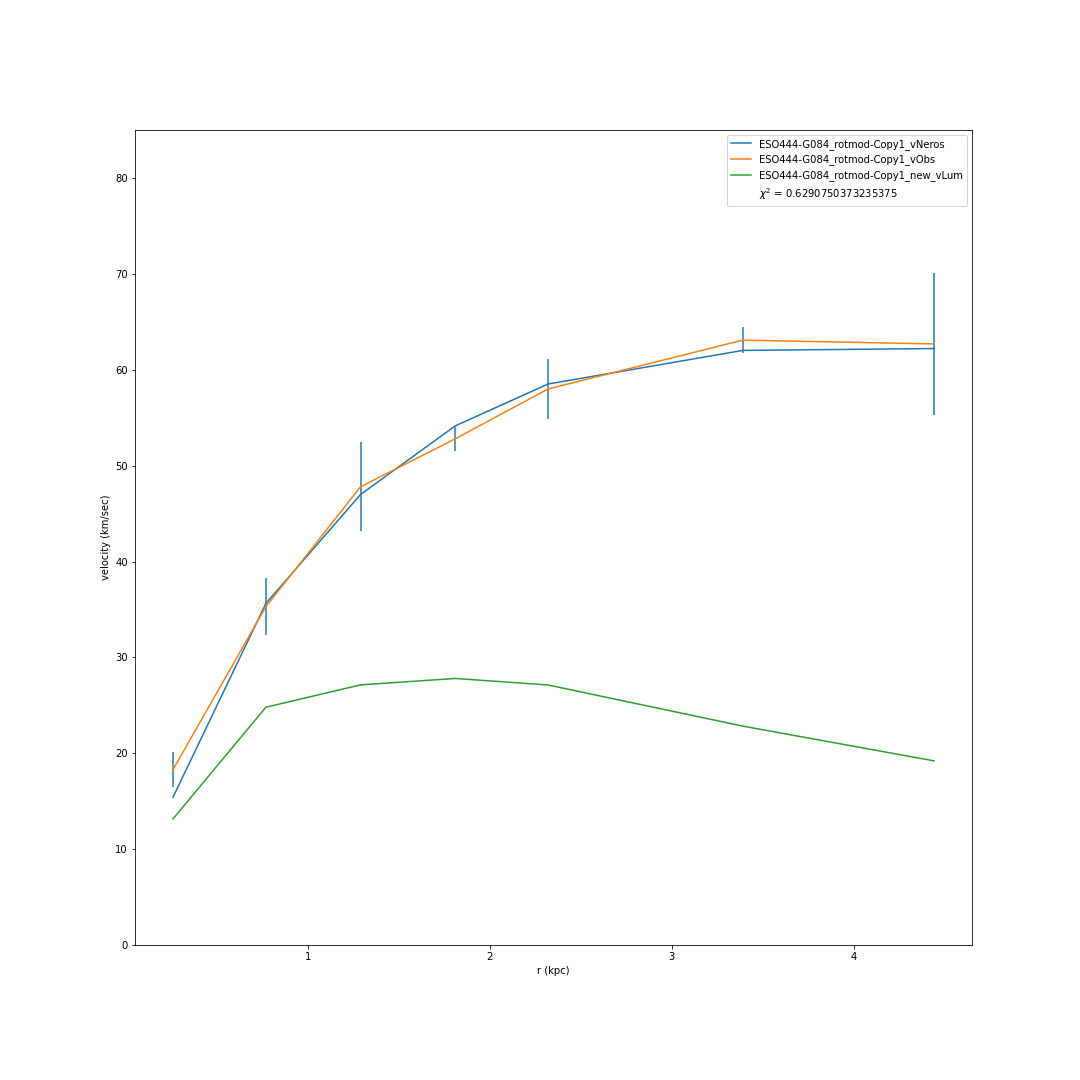 ESO444-G084_rotmod-Copy1_vNeros
ESO444-G084_rotmod-Copy1_vObs
ESO444-G084_rotmod-Copy1_new_vLum
χ² = 0.6290750373235375
80
70
60
50
40
30
20
10
0
velocity (km/sec)
1 2 3 4
r (kpc)